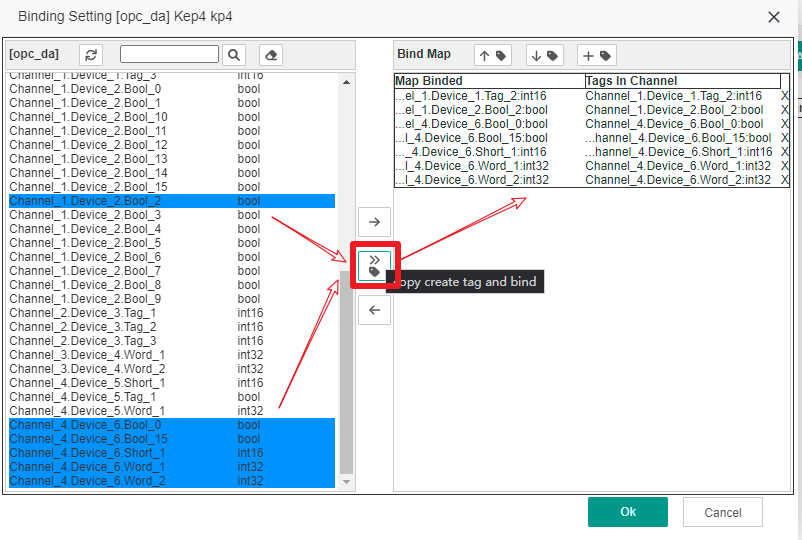 Binding Setting [opc_da] Kep4 kp4
[opc_da]
Channel_1.Device_1.Tag_3 int16
Channel_1.Device_2.Bool_0 bool
Channel_1.Device_2.Bool_1 bool
Channel_1.Device_2.Bool_10 bool
Channel_1.Device_2.Bool_11 bool
Channel_1.Device_2.Bool_12 bool
Channel_1.Device_2.Bool_13 bool
Channel_1.Device_2.Bool_14 bool
Channel_1.Device_2.Bool_15 bool
Channel_1.Device_2.Bool_2 bool
Channel_1.Device_2.Bool_3 bool
Channel_1.Device_2.Bool_4 bool
Channel_1.Device_2.Bool_5 bool
Channel_1.Device_2.Bool_6 bool
Channel_1.Device_2.Bool_7 bool
Channel_1.Device_2.Bool_8 bool
Channel_1.Device_2.Bool_9 bool
Channel_2.Device_3.Tag_1 int16
Channel_2.Device_3.Tag_2 int16
Channel_2.Device_3.Tag_3 int16
Channel_3.Device_4.Word_1 int32
Channel_3.Device_4.Word_2 int32
Channel_4.Device_5.Short_1 int16
Channel_4.Device_5.Tag_1 bool
Channel_4.Device_5.Word_1 int32
Channel_4.Device_6.Bool_0 bool
Channel_4.Device_6.Bool_15 bool
Channel_4.Device_6.Short_1 int16
Channel_4.Device_6.Word_1 int32
Channel_4.Device_6.Word_2 int32
copy create tag and bind
Bind Map
Map Binded Tags In Channel
...el_1.Device_1.Tag_2:int16 Channel_1.Device_1.Tag_2:int16 X
...el_1.Device_2.Bool_2:bool Channel_1.Device_2.Bool_2:bool X
...el_4.Device_6.Bool_0:bool Channel_4.Device_6.Bool_0:bool X
...l_4.Device_6.Bool_15:bool ...hannel_4.Device_6.Bool_15:bool X
..._4.Device_6.Short_1:int16 ...hannel_4.Device_6.Short_1:int16 X
...l_4.Device_6.Word_1:int32 Channel_4.Device_6.Word_1:int32 X
...l_4.Device_6.Word_2:int32 Channel_4.Device_6.Word_2:int32 X
Ok
Cancel